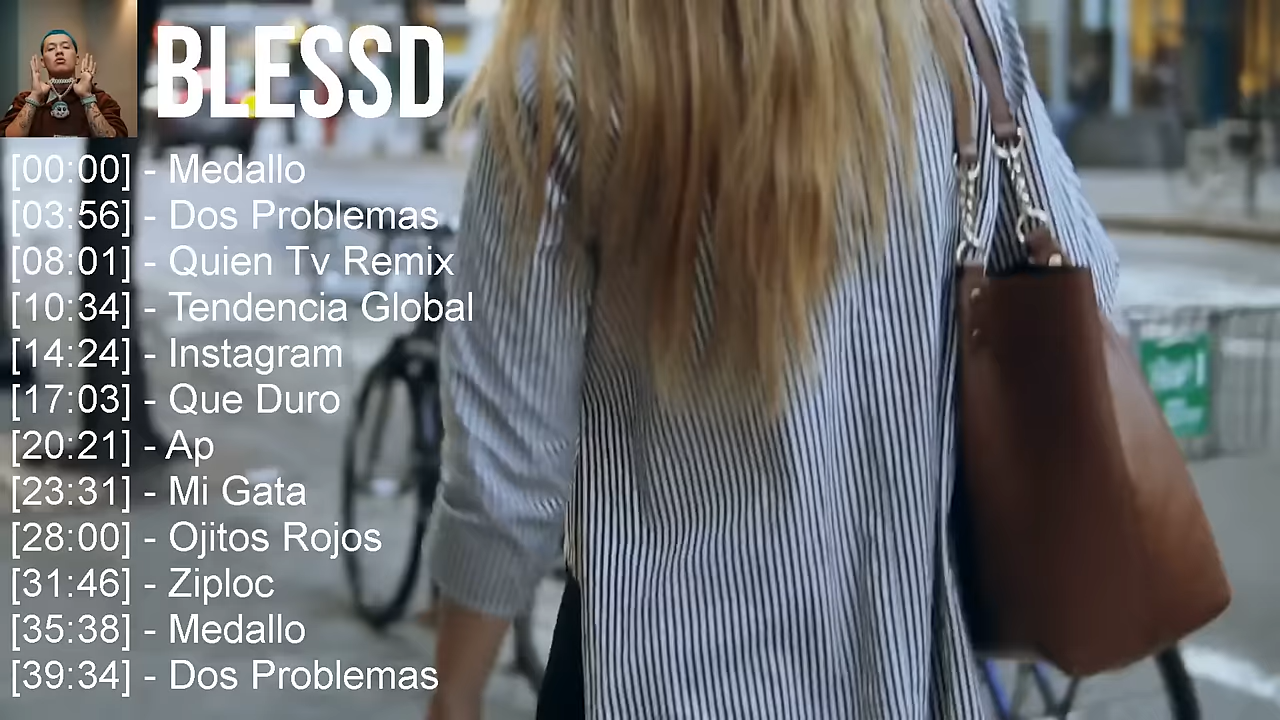 BLESSD
[00:00] - Medallo
[03:56] - Dos Problemas
[08:01] - Quien Tv Remix
[10:34] - Tendencia Global
[14:24] - Instagram
[17:03] - Que Duro
[20:21] - Ap
[23:31] - Mi Gata
[28:00] - Ojitos Rojos
[31:46] - Ziploc
[35:38] - Medallo
[39:34] - Dos Problemas